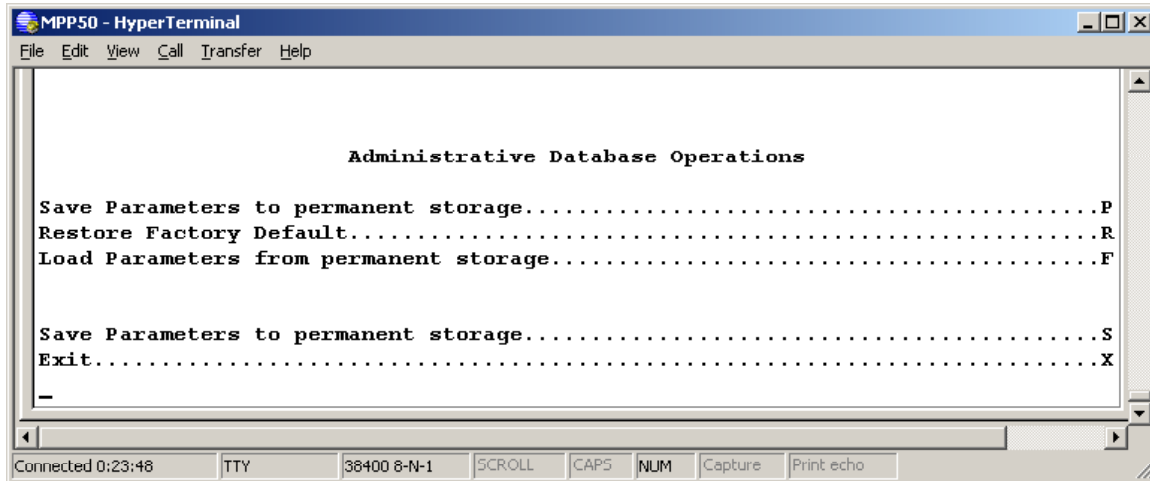 MPP50 - HyperTerminal
File Edit View Call Transfer Help
Administrative Database Operations
Save Parameters to permanent storage..........................................P
Restore Factory Default.......................................................R
Load Parameters from permanent storage........................................F
Save Parameters to permanent storage..........................................S
Exit..........................................................................X
_
Connected 0:23:48 TTY 38400 8-N-1 SCROLL CAPS NUM Capture Print echo